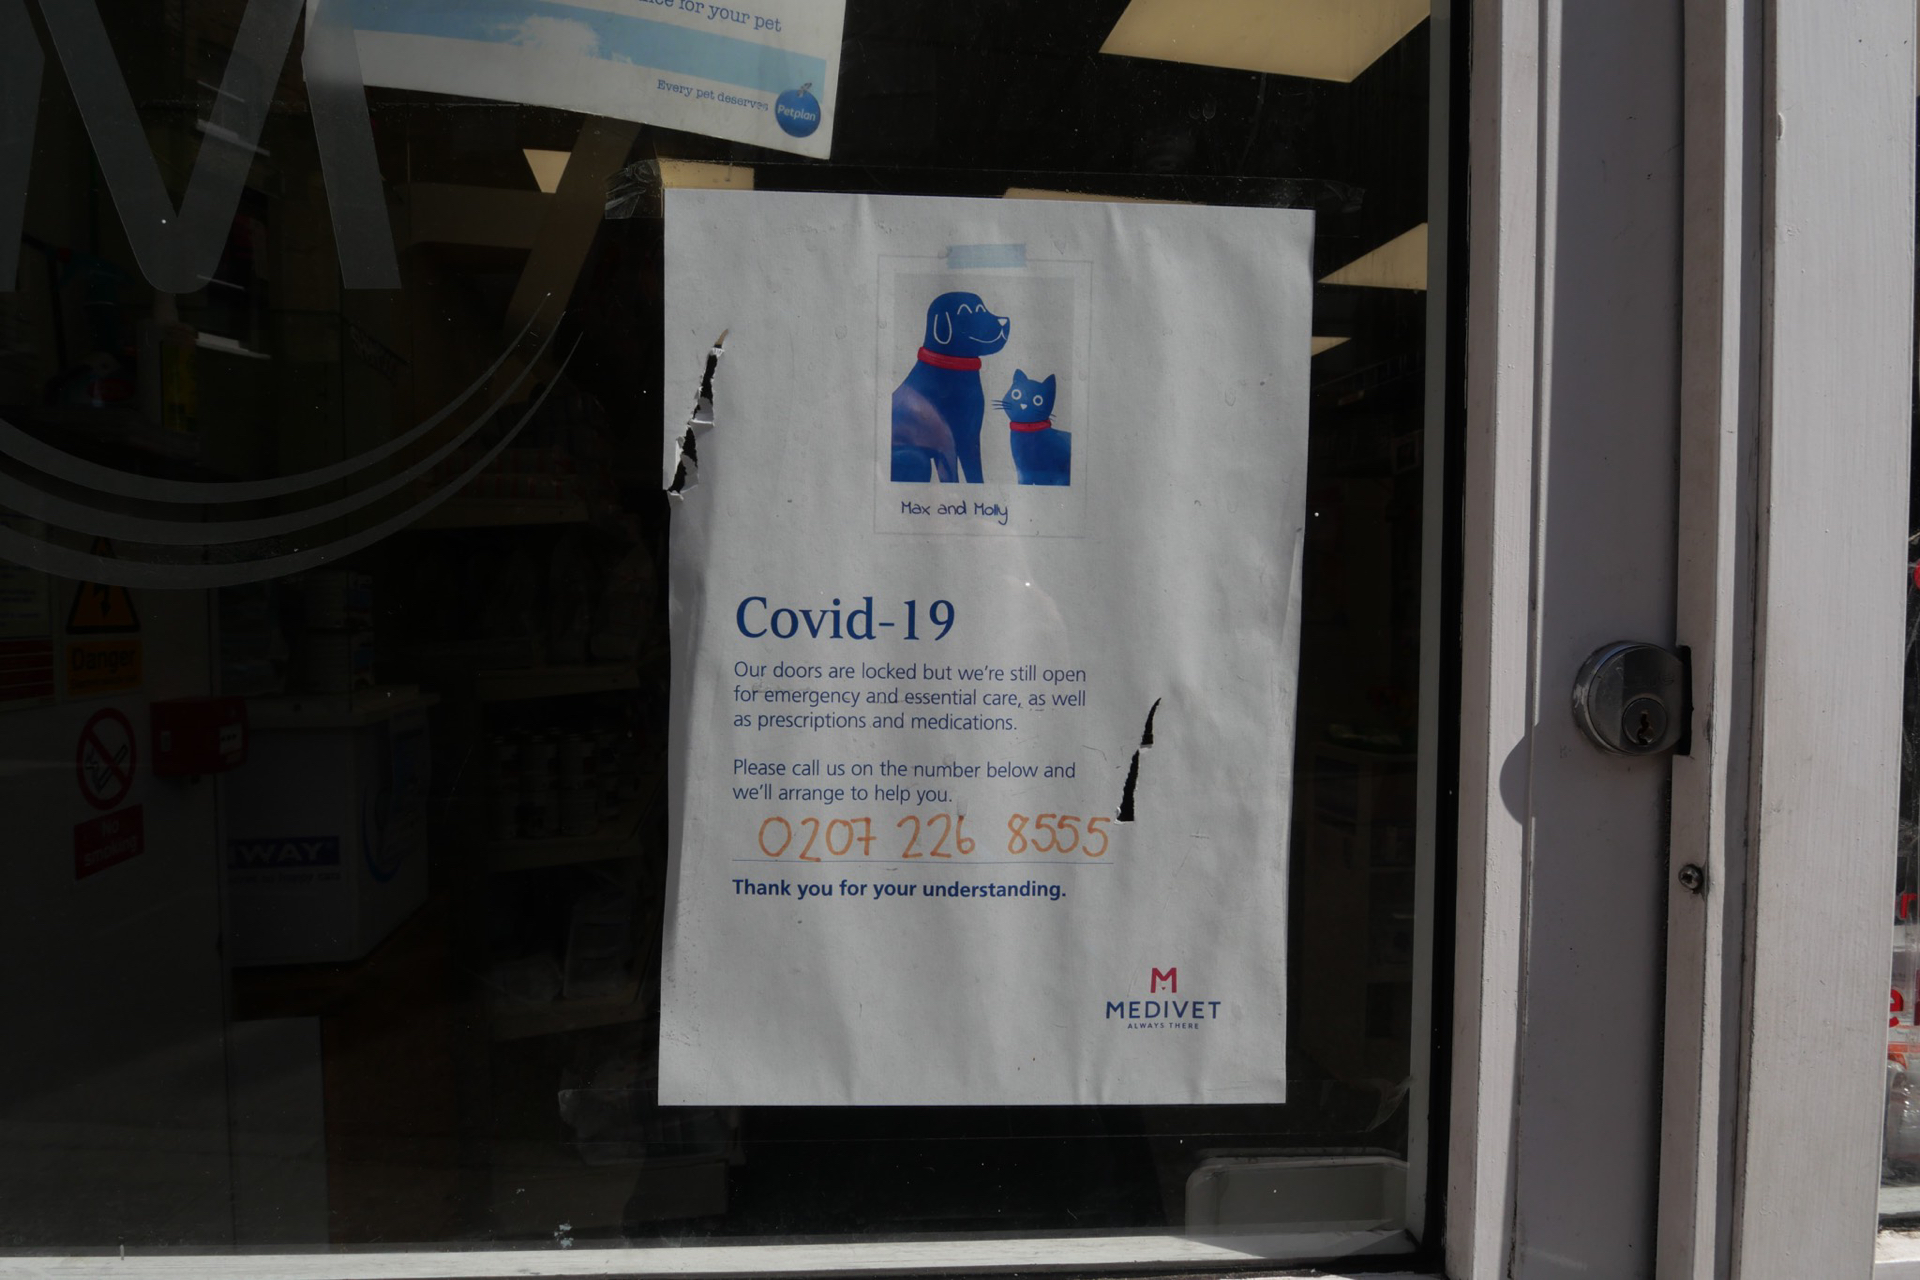 for your pet
Every pet deserves
Petplan
Max and Molly
Covid-19
Our doors are locked but we're still open
for emergency and essential care, as well
as prescriptions and medications.
Please call us on the number below and
we'll arrange to help you.
0207 226 8555
Thank you for your understanding.
M
MEDIVET
ALWAYS THERE
Danger
No
smoking
WAY